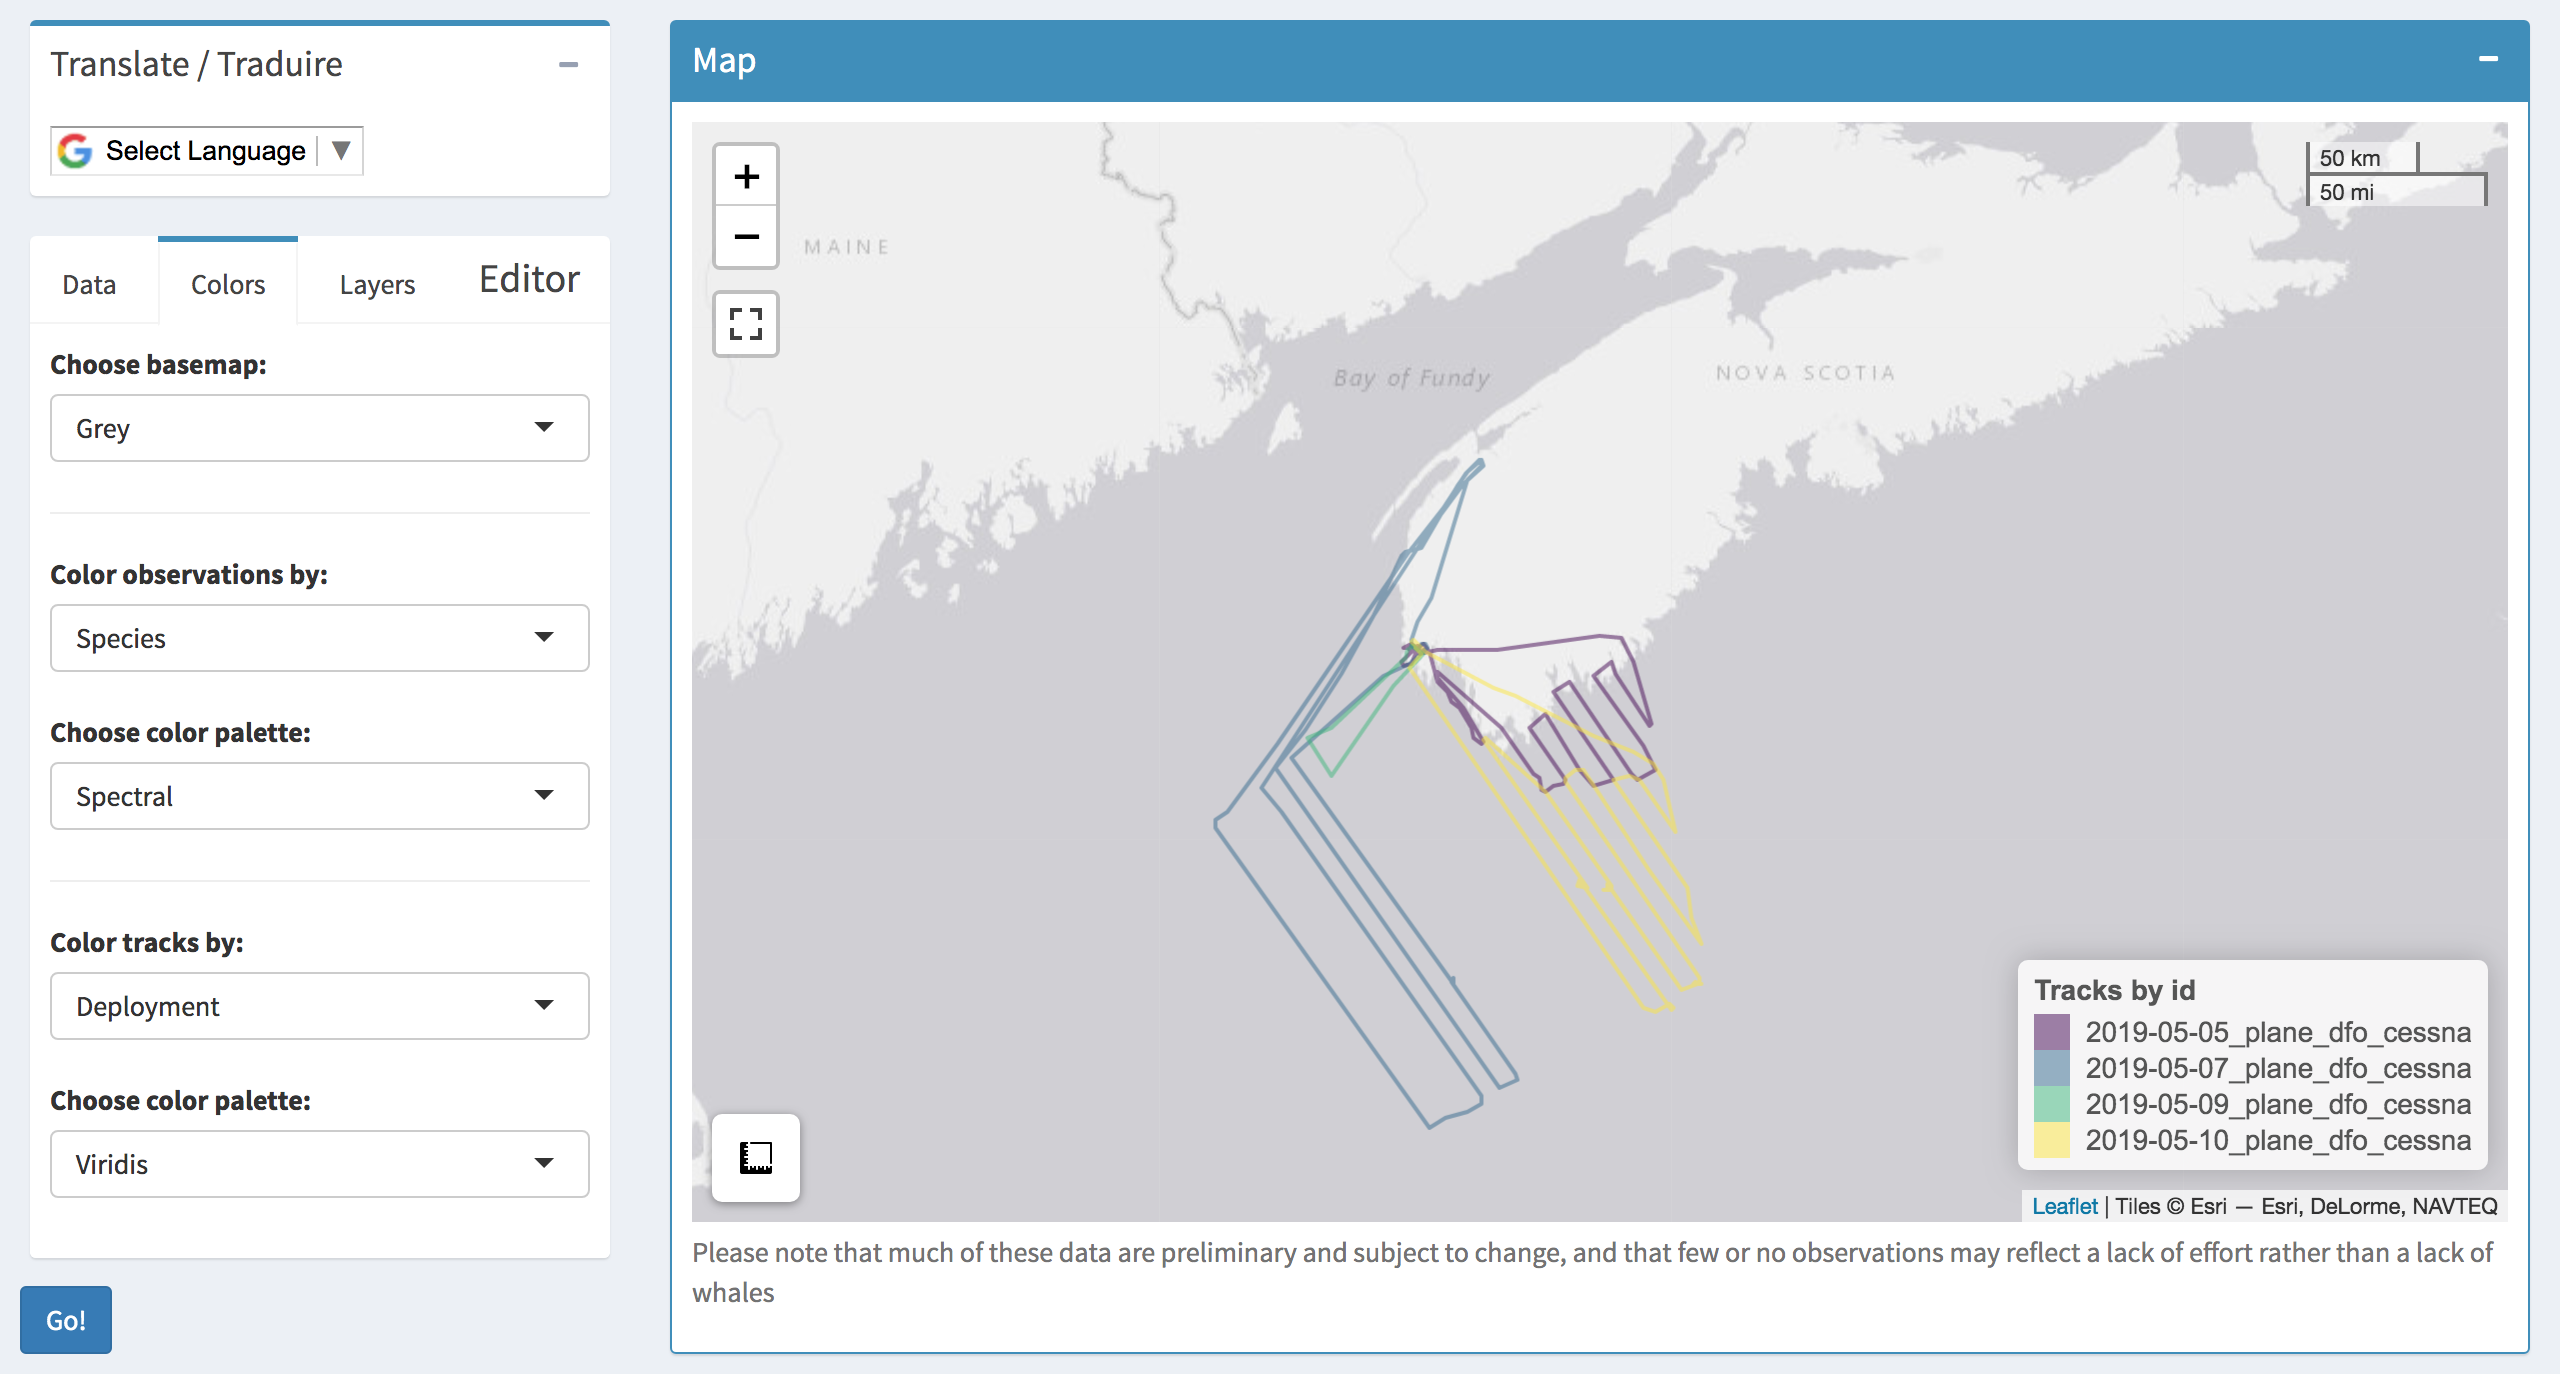 Translate / Traduire
Select Language
Data
Colors
Layers
Editor
Choose basemap:
Grey
Color observations by:
Species
Choose color palette:
Spectral
Color tracks by:
Deployment
Choose color palette:
Viridis
Go!
Map
+
−
50 km
50 mi
MAINE
Bay of Fundy
NOVA SCOTIA
Tracks by id
2019-05-05_plane_dfo_cessna
2019-05-07_plane_dfo_cessna
2019-05-09_plane_dfo_cessna
2019-05-10_plane_dfo_cessna
Leaflet | Tiles © Esri — Esri, DeLorme, NAVTEQ
Please note that much of these data are preliminary and subject to change, and that few or no observations may reflect a lack of effort rather than a lack of
whales